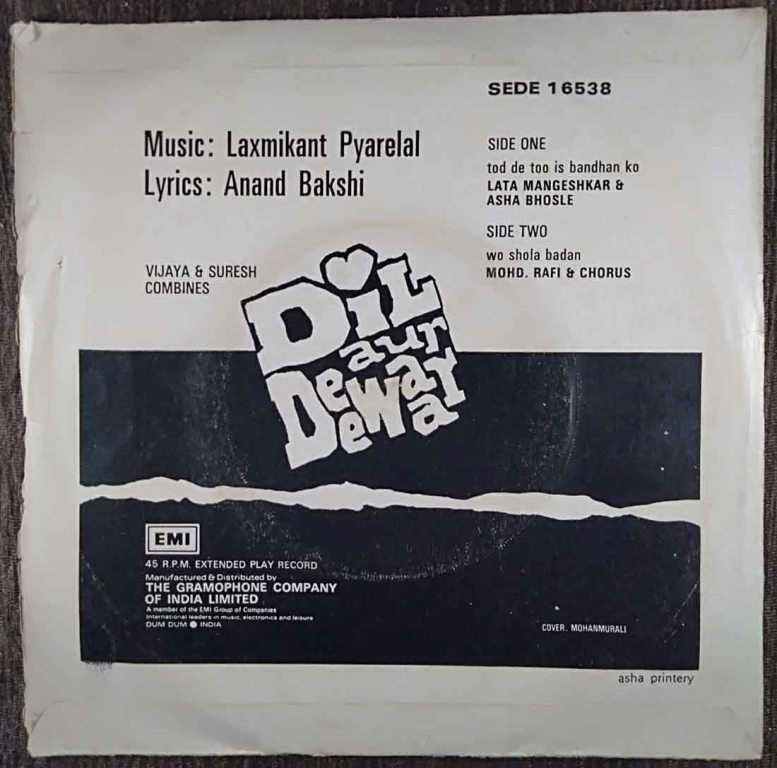 SEDE 16538
Music: Laxmikant Pyarelal
Lyrics: Anand Bakshi
SIDE ONE
tod de too is bandhan ko
LATA MANGESHKAR &
ASHA BHOSLE
SIDE TWO
wo shola badan
MOHD. RAFI & CHORUS
VIJAYA & SURESH
COMBINES
DiL
aur
Deewaar
EMI
45 R.P.M. EXTENDED PLAY RECORD
Manufactured & Distributed by
THE GRAMOPHONE COMPANY
OF INDIA LIMITED
A member of the EMI Group of Companies
International leaders in music, electronics and leisure
DUM DUM ● INDIA
COVER. MOHANMURALI
asha printery